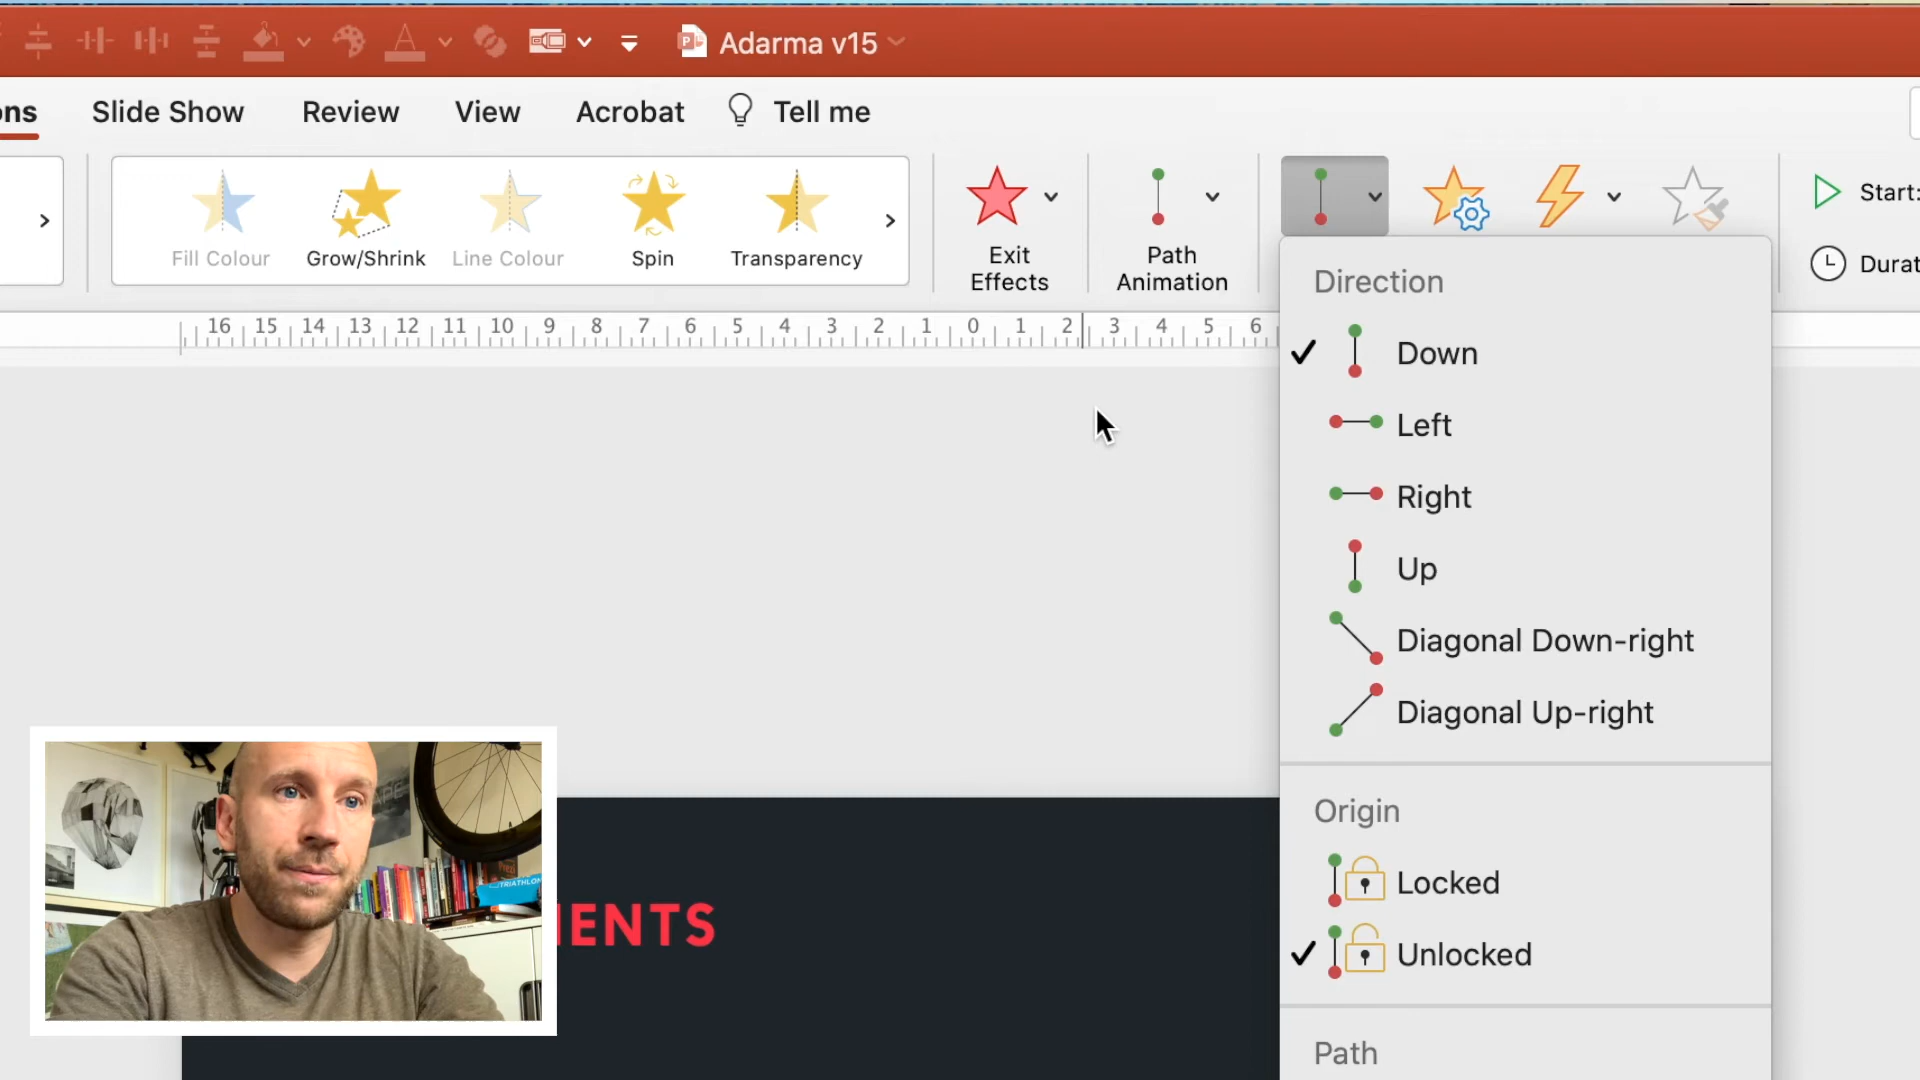 Adarma v15
ons Slide Show Review View Acrobat Tell me
Fill Colour Grow/Shrink Line Colour Spin Transparency
Exit Effects
Path Animation
Start:
Durat
16 15 14 13 12 11 10 9 8 7 6 5 4 3 2 1 0 1 2 3 4 5 6
Direction
Down
Left
Right
Up
Diagonal Down-right
Diagonal Up-right
Origin
Locked
Unlocked
Path
TRIATHLON
IENTS